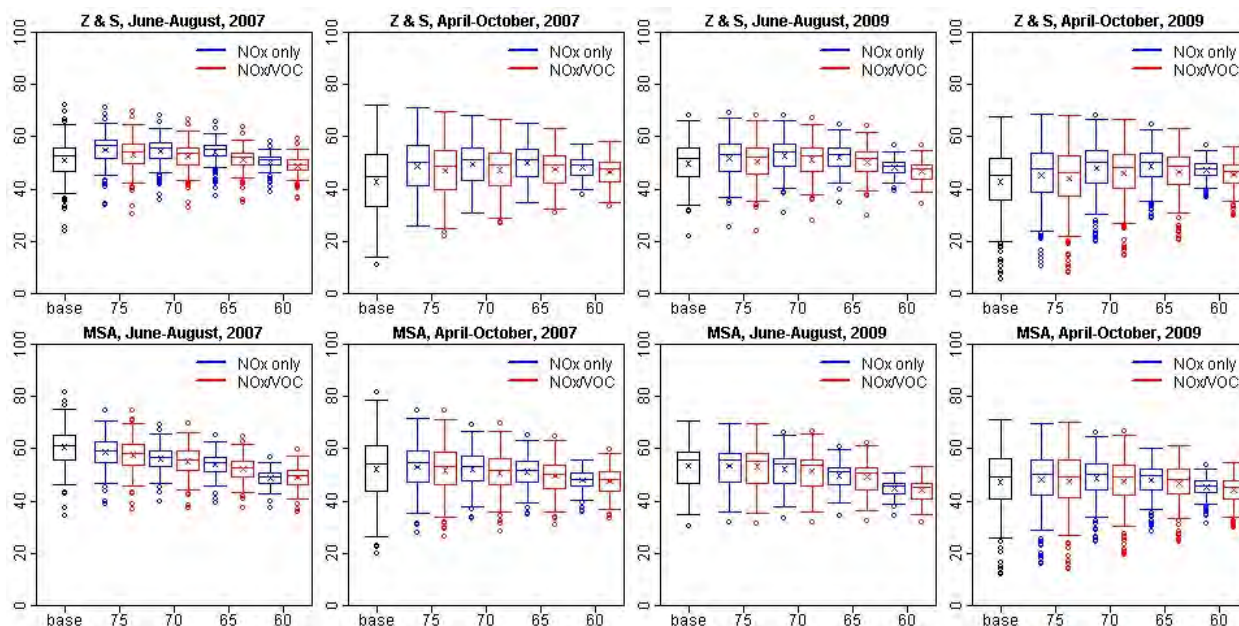 Z & S, June-August, 2007
Z & S, April-October, 2007
Z & S, June-August, 2009
Z & S, April-October, 2009
NOx only
NOx/VOC
NOx only
NOx/VOC
NOx only
NOx/VOC
NOx only
NOx/VOC
0 20 40 60 80 100
0 20 40 60 80 100
0 20 40 60 80 100
0 20 40 60 80 100
base 75 70 65 60
base 75 70 65 60
base 75 70 65 60
base 75 70 65 60
MSA, June-August, 2007
MSA, April-October, 2007
MSA, June-August, 2009
MSA, April-October, 2009
NOx only
NOx/VOC
NOx only
NOx/VOC
NOx only
NOx/VOC
NOx only
NOx/VOC
0 20 40 60 80 100
0 20 40 60 80 100
0 20 40 60 80 100
0 20 40 60 80 100
base 75 70 65 60
base 75 70 65 60
base 75 70 65 60
base 75 70 65 60